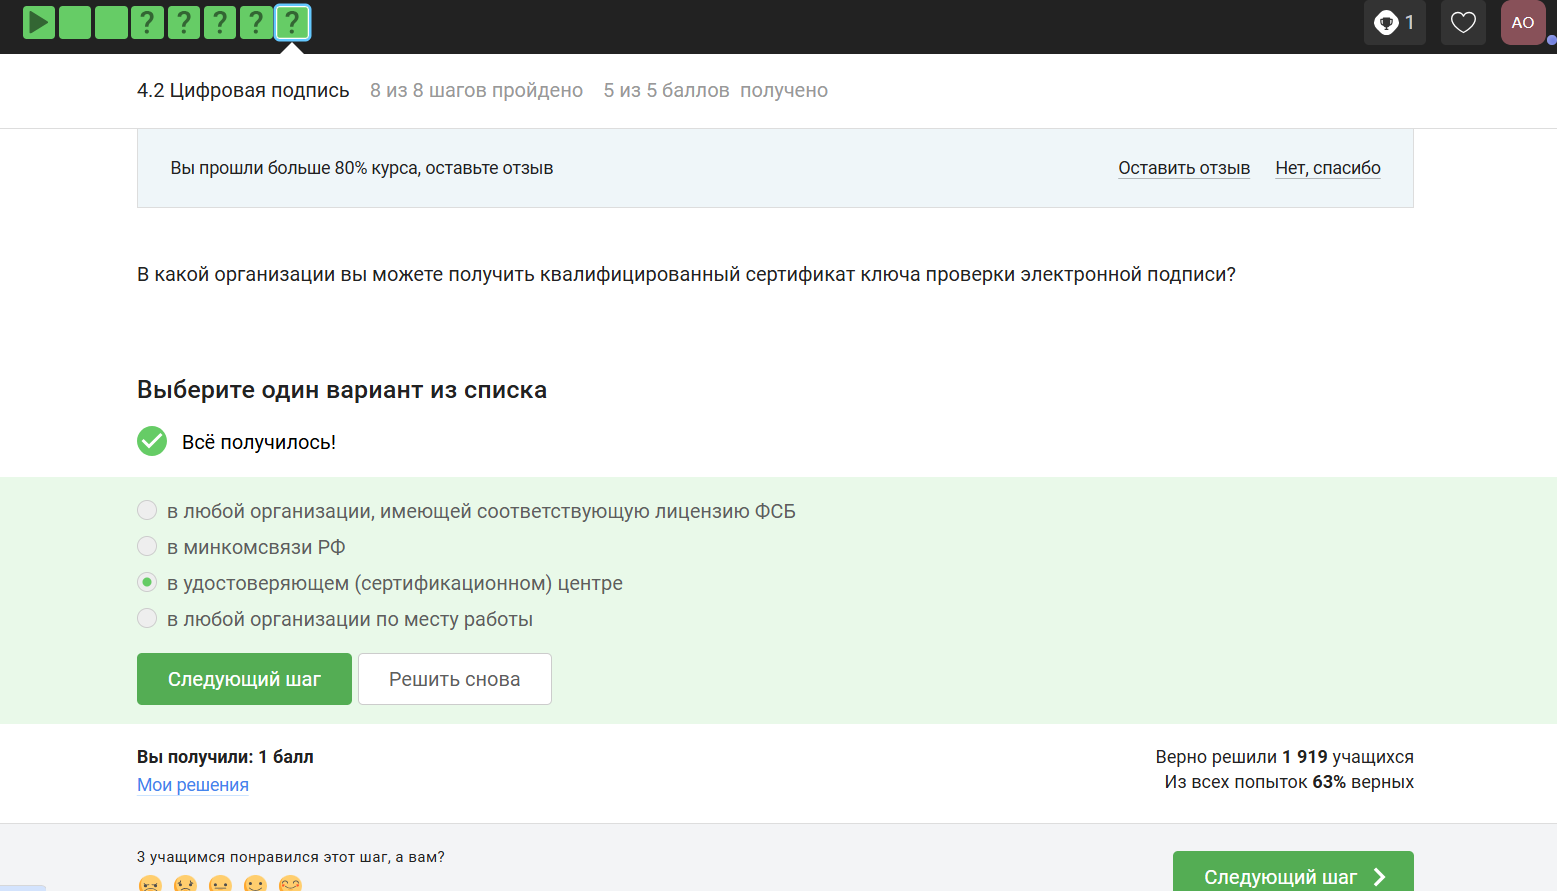 ? ? ? ? ?
1
AO
4.2 Цифровая подпись 8 из 8 шагов пройдено 5 из 5 баллов получено
Вы прошли больше 80% курса, оставьте отзыв Оставить отзыв Нет, спасибо
В какой организации вы можете получить квалифицированный сертификат ключа проверки электронной подписи?
Выберите один вариант из списка
Всё получилось!
в любой организации, имеющей соответствующую лицензию ФСБ
в минкомсвязи РФ
в удостоверяющем (сертификационном) центре
в любой организации по месту работы
Следующий шаг Решить снова
Вы получили: 1 балл
Мои решения
Верно решили 1 919 учащихся
Из всех попыток 63% верных
3 учащимся понравился этот шаг, а вам?
Следующий шаг